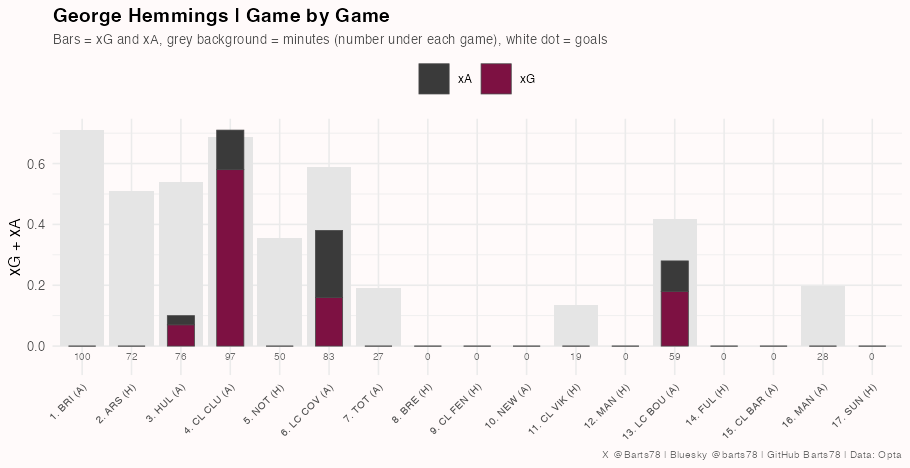 George Hemmings | Game by Game
Bars = xG and xA, grey background = minutes (number under each game), white dot = goals
xA xG
xG + xA
0.6
0.4
0.2
0.0
100 72 76 97 50 83 27 0 0 0 19 0 59 0 0 28 0
1. BRI (A)
2. ARS (H)
3. HUL (A)
4. CL CLU (A)
5. NOT (H)
6. LC COV (A)
7. TOT (A)
8. BRE (H)
9. CL FEN (H)
10. NEW (A)
11. CL VIK (H)
12. MAN (H)
13. LC BOU (A)
14. FUL (H)
15. CL BAR (A)
16. MAN (A)
17. SUN (H)
X @Barts78 | Bluesky @barts78 | GitHub Barts78 | Data: Opta